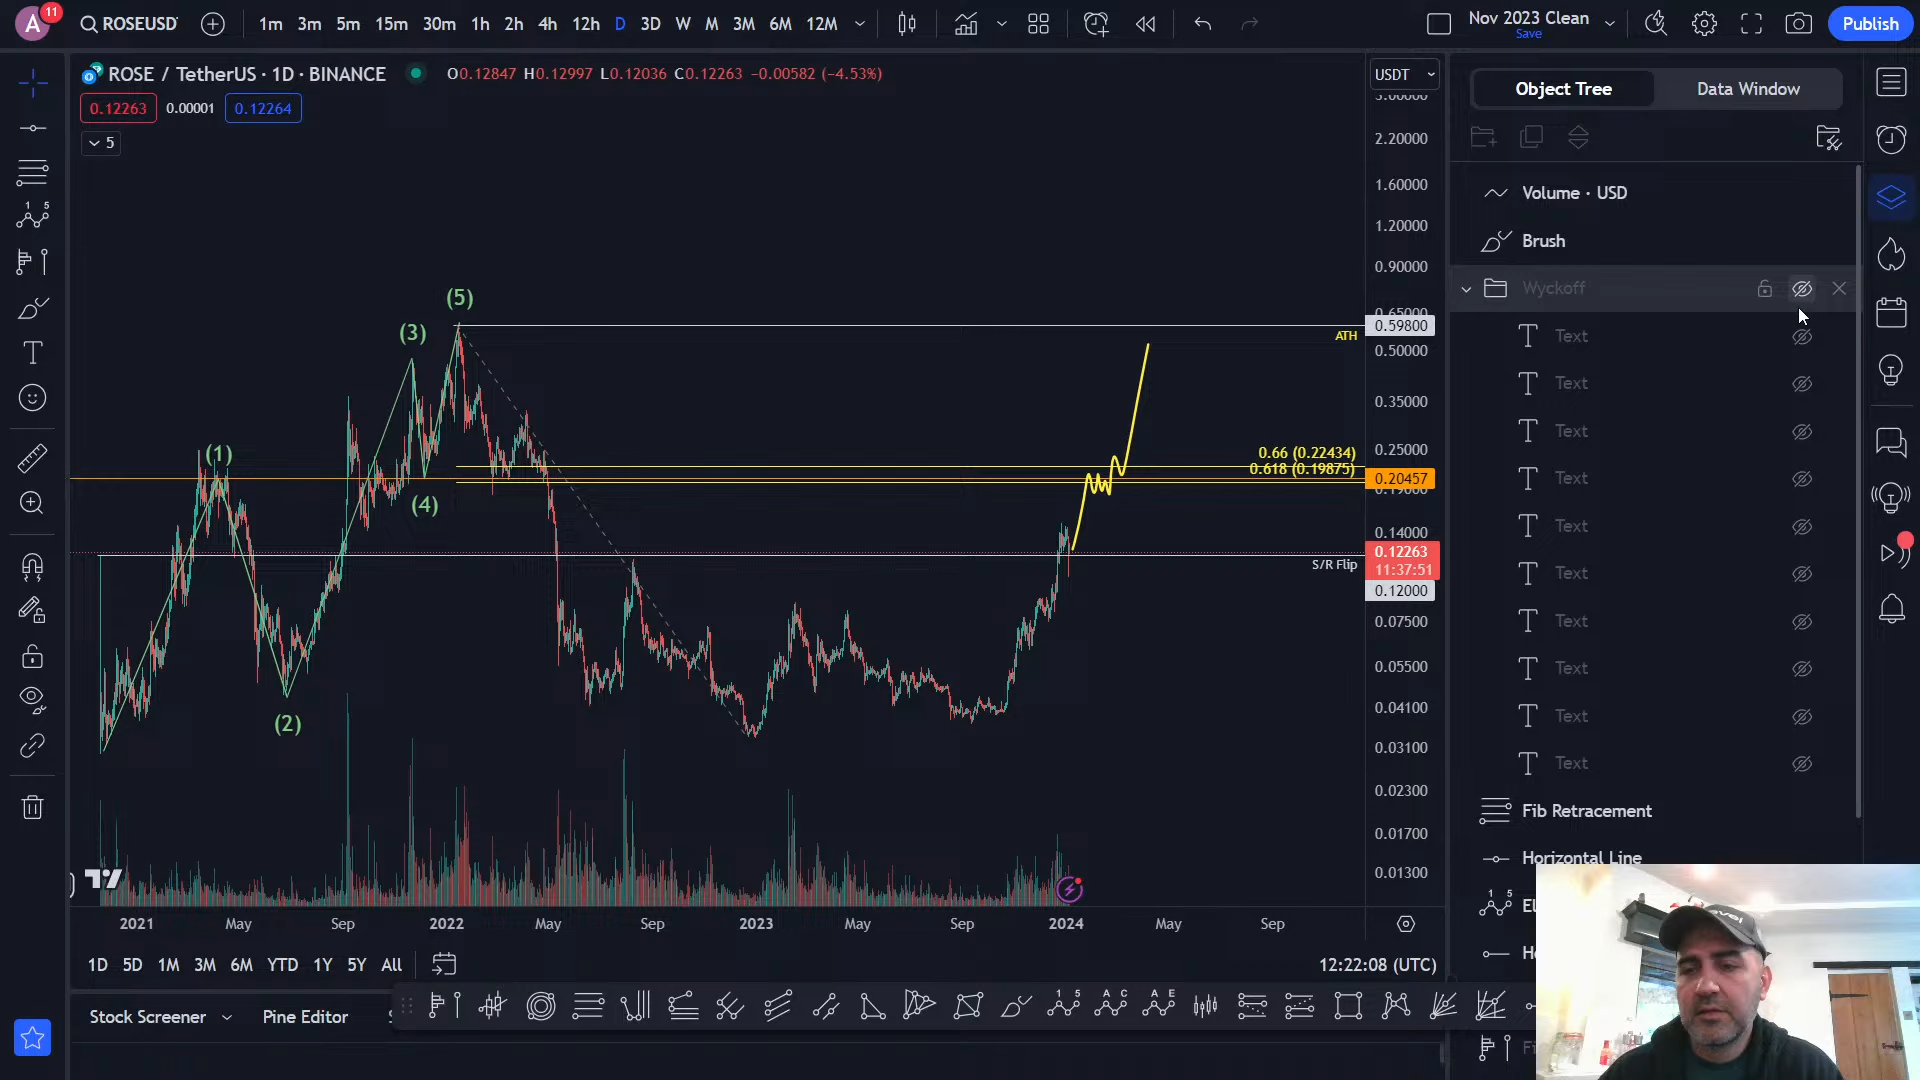 A
11
ROSEUSD
1m 3m 5m 15m 30m 1h 2h 4h 12h D 3D W M 3M 6M 12M
Nov 2023 Clean
Save
Publish
ROSE / TetherUS · 1D · BINANCE
O0.12847 H0.12997 L0.12036 C0.12263 −0.00582 (−4.53%)
0.12263 0.00001 0.12264
5
USDT
3.00000
2.20000
1.60000
1.20000
0.90000
0.65000
0.59800
ATH
0.50000
0.35000
0.25000
0.66 (0.22434)
0.618 (0.19875)
0.20457
0.19000
0.14000
0.12263
11:37:51
S/R Flip
0.12000
0.07500
0.05500
0.04100
0.03100
0.02300
0.01700
0.01300
(1)
(2)
(3)
(4)
(5)
2021 May Sep 2022 May Sep 2023 May Sep 2024 May Sep
1D 5D 1M 3M 6M YTD 1Y 5Y All
12:22:08 (UTC)
Stock Screener Pine Editor
Object Tree Data Window
Volume · USD
Brush
Wyckoff
Text
Text
Text
Text
Text
Text
Text
Text
Text
Text
Fib Retracement
Horizontal Line